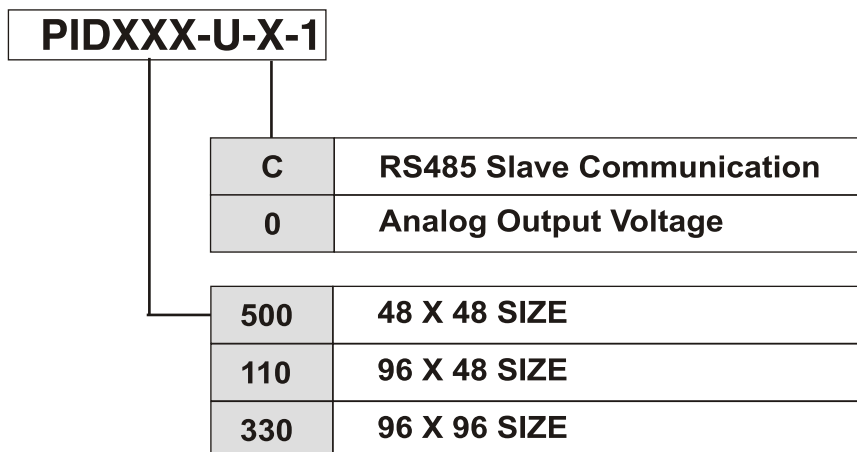 PIDXXX-U-X-1
C RS485 Slave Communication
0 Analog Output Voltage
500 48 X 48 SIZE
110 96 X 48 SIZE
330 96 X 96 SIZE